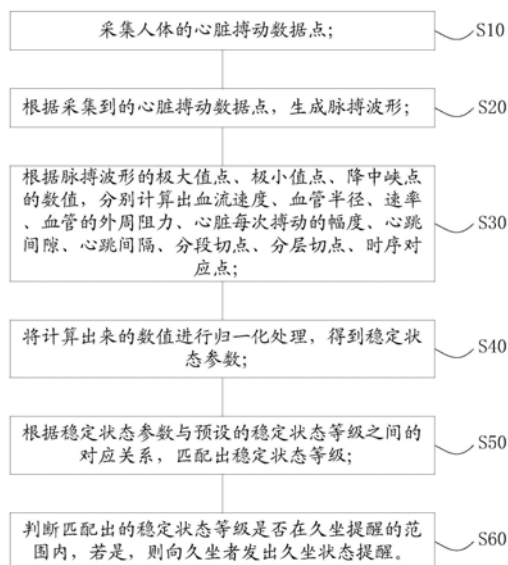 采集人体的心脏搏动数据点；
S10
根据采集到的心脏搏动数据点，生成脉搏波形；
S20
根据脉搏波形的极大值点、极小值点、降中峡点
的数值，分别计算出血流速度、血管半径、速率
、血管的外周阻力、心脏每次搏动的幅度、心跳
间隙、心跳间隔、分段切点、分层切点、时序对
应点；
S30
将计算出来的数值进行归一化处理，得到稳定状
态参数；
S40
根据稳定状态参数与预设的稳定状态等级之间的
对应关系，匹配出稳定状态等级；
S50
判断匹配出的稳定状态等级是否在久坐提醒的范
围内，若是，则向久坐者发出久坐状态提醒。
S60